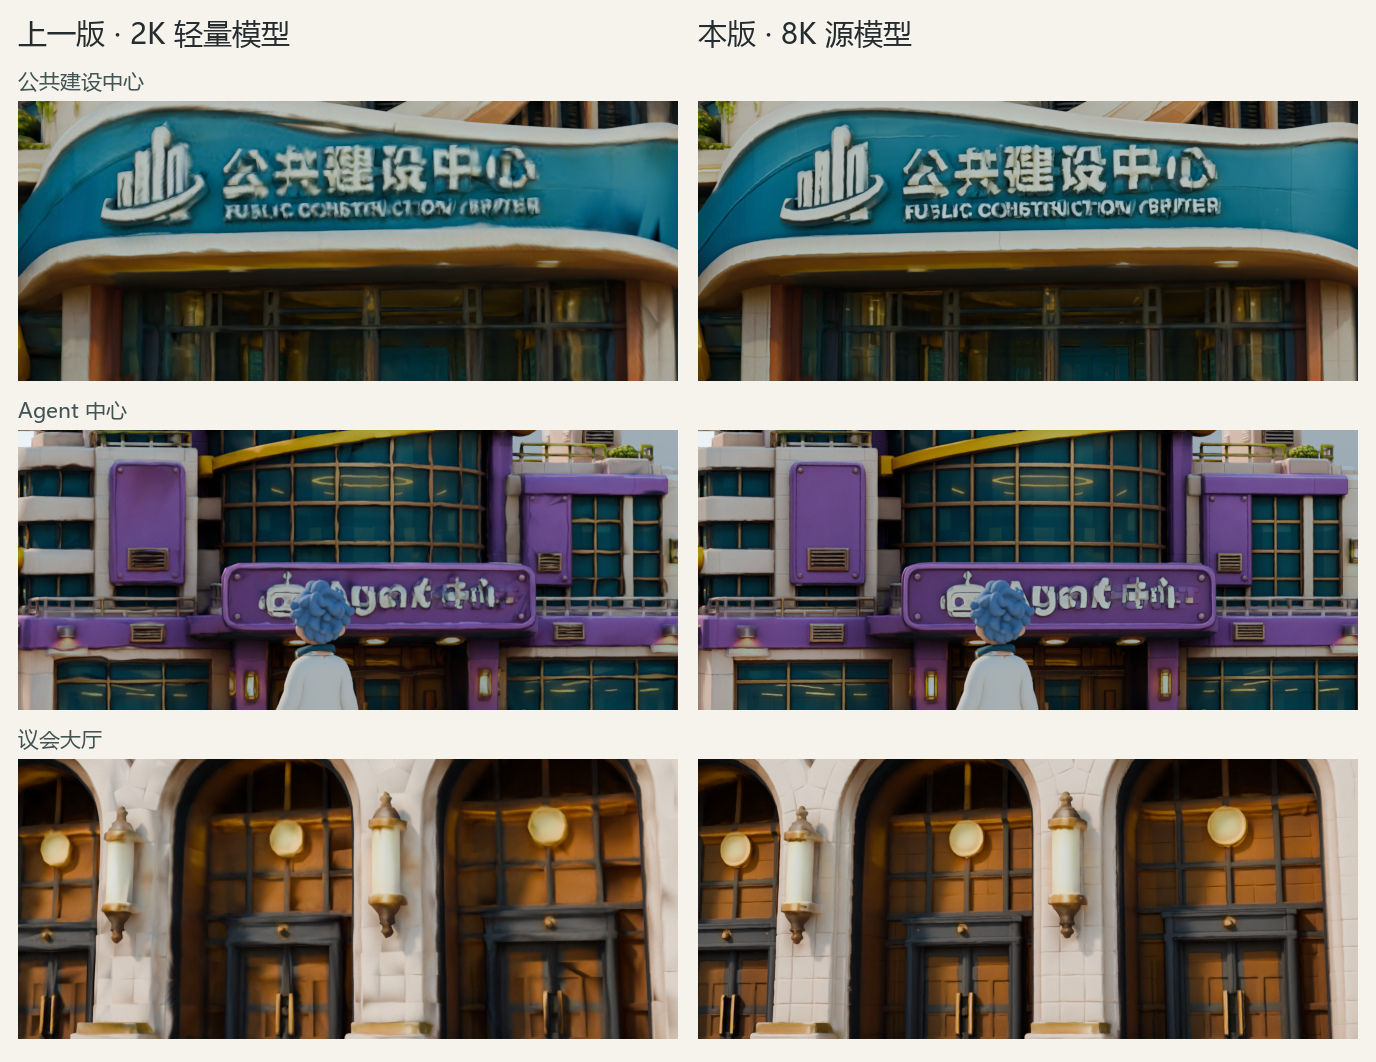 上一版 · 2K 轻量模型
本版 · 8K 源模型
公共建设中心
公共建设中心
公共建设中心
Agent 中心
议会大厅